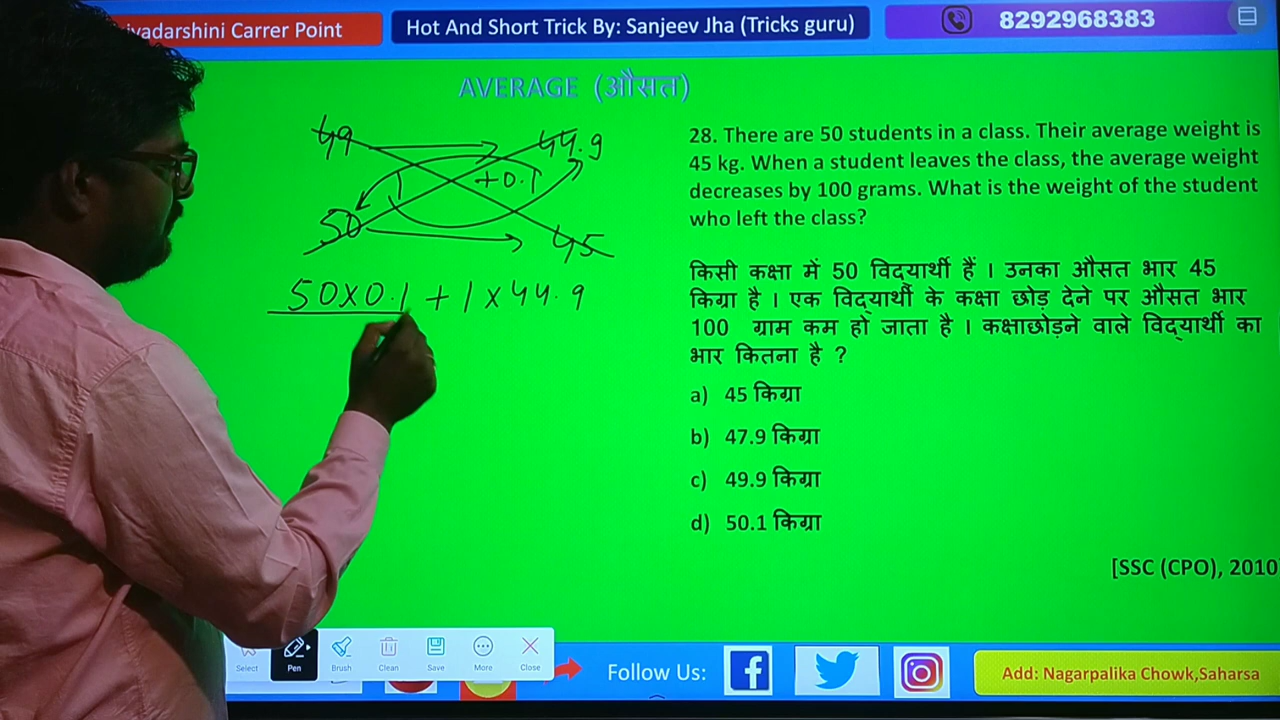 ivadarshini Carrer Point
Hot And Short Trick By: Sanjeev Jha (Tricks guru)
8292968383
AVERAGE (औसत)
49 44.9
1 +0.1
50 45
50×0.1 + 1×44.9
28. There are 50 students in a class. Their average weight is
45 kg. When a student leaves the class, the average weight
decreases by 100 grams. What is the weight of the student
who left the class?
किसी कक्षा में 50 विद्यार्थी हैं । उनका औसत भार 45
किग्रा है । एक विद्यार्थी के कक्षा छोड़ देने पर औसत भार
100 ग्राम कम हो जाता है । कक्षाछोड़ने वाले विद्यार्थी का
भार कितना है ?
a) 45 किग्रा
b) 47.9 किग्रा
c) 49.9 किग्रा
d) 50.1 किग्रा
[SSC (CPO), 2010
Select Pen Brush Clean Save More Close
Follow Us:
Add: Nagarpalika Chowk,Saharsa